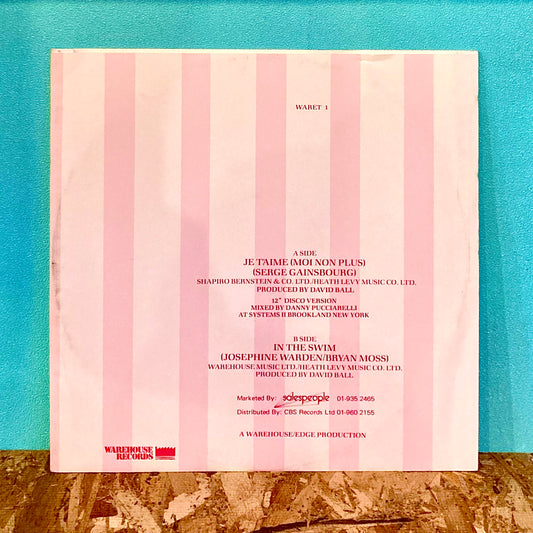 WARET 1
A SIDE
JE T'AIME (MOI NON PLUS)
(SERGE GAINSBOURG)
SHAPIRO BERNSTEIN & CO. LTD./HEATH LEVY MUSIC CO. LTD.
PRODUCED BY DAVID BALL
12" DISCO VERSION
MIXED BY DANNY PUCCIARELLI
AT SYSTEMS II BROOKLAND NEW YORK
B SIDE
IN THE SWIM
(JOSEPHINE WARDEN/BRYAN MOSS)
WAREHOUSE MUSIC LTD./HEATH LEVY MUSIC CO. LTD.
PRODUCED BY DAVID BALL
Marketed By: salespeople 01-935 2465
Distributed By: CBS Records Ltd 01-960 2155
A WAREHOUSE/EDGE PRODUCTION
WAREHOUSE
RECORDS